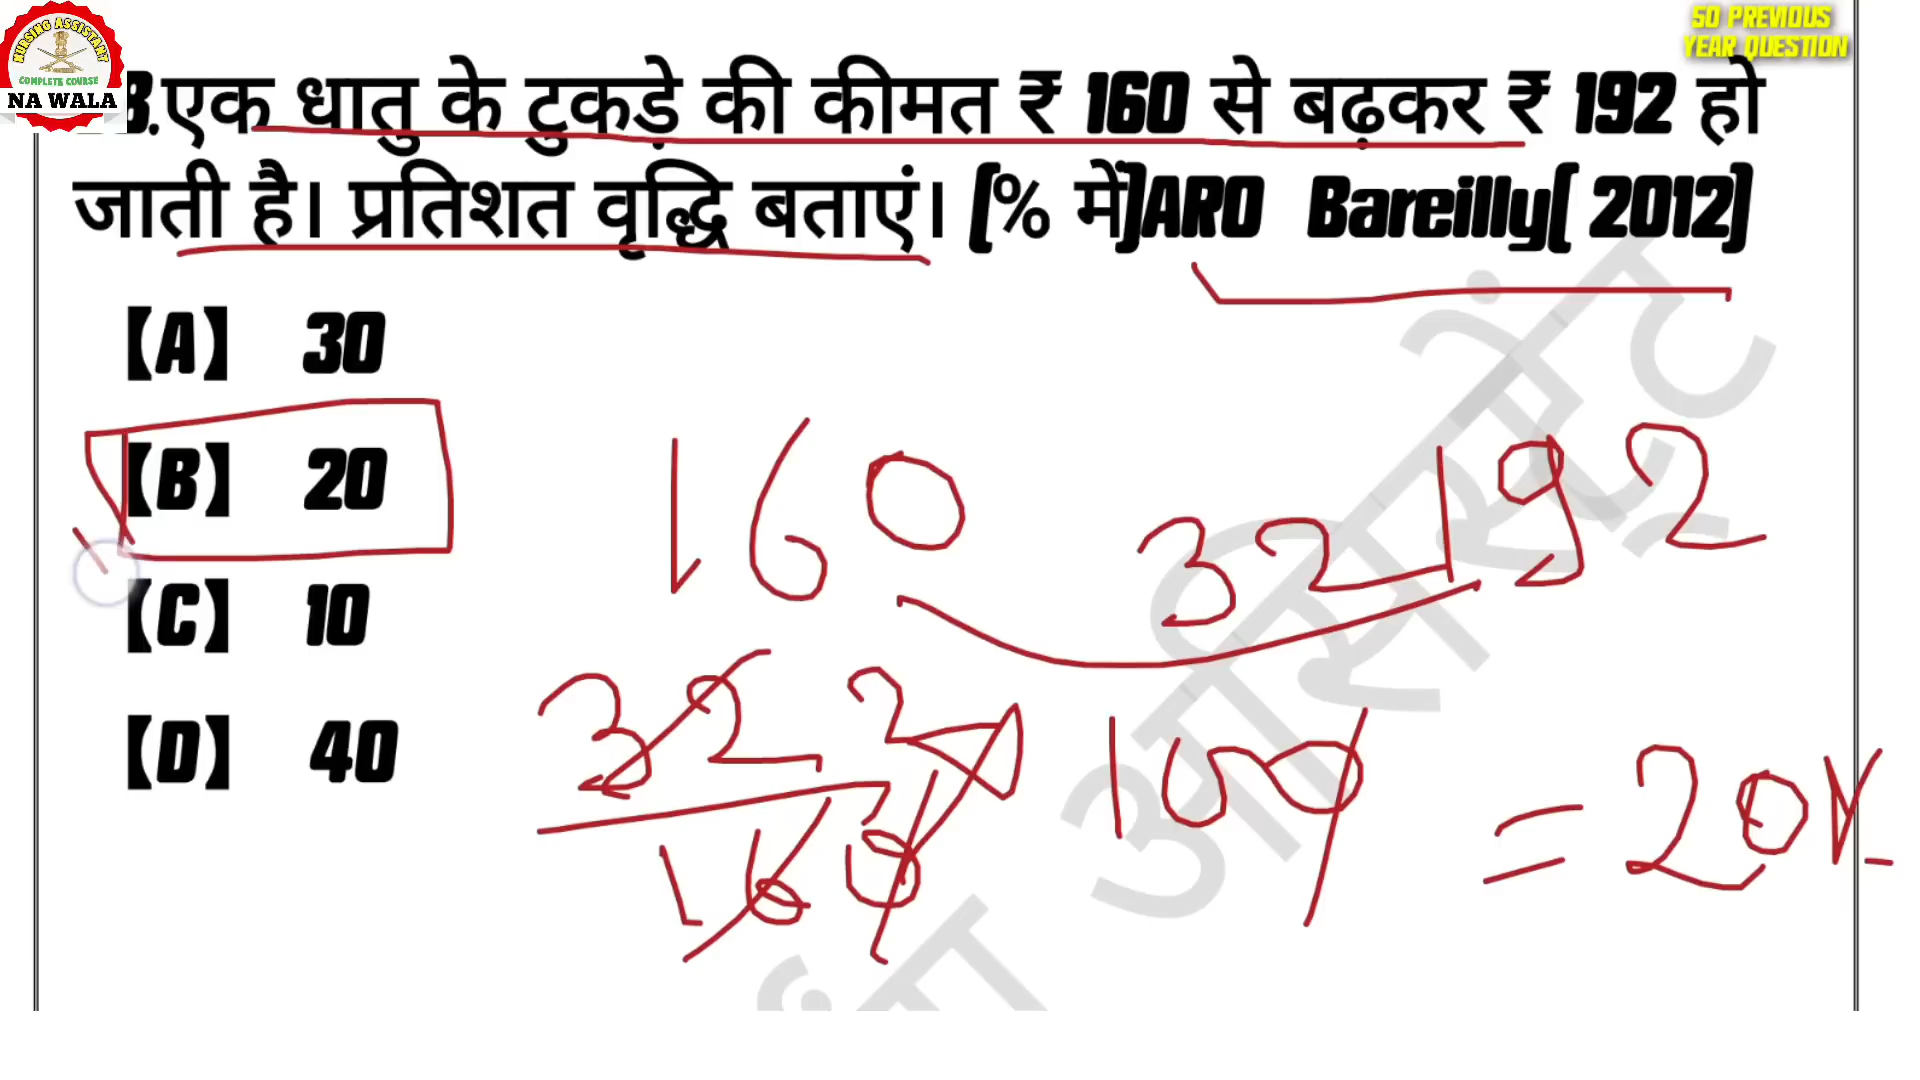 NURSING ASSISTANT
COMPLETE COURSE
NA WALA
50 PREVIOUS
YEAR QUESTION
3.एक धातु के टुकड़े की कीमत ₹ 160 से बढ़कर ₹ 192 हो
जाती है। प्रतिशत वृद्धि बताएं। (% में)ARO Bareilly( 2012)
【A】 30
【B】 20
【C】 10
【D】 40
160 32 192
32 2 100 = 20%
160